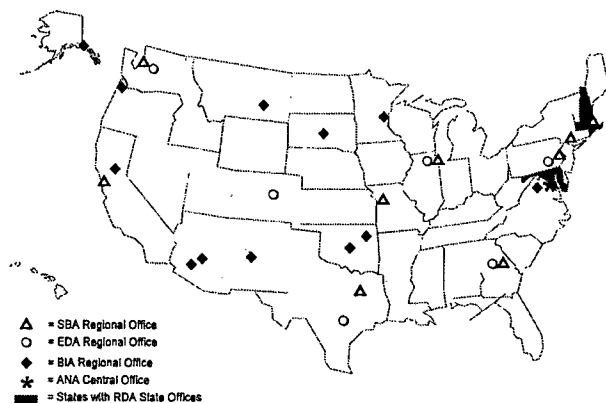 = SBA Regional Office
= EDA Regional Office
= BIA Regional Office
= ANA Central Office
= States with RDA State Offices